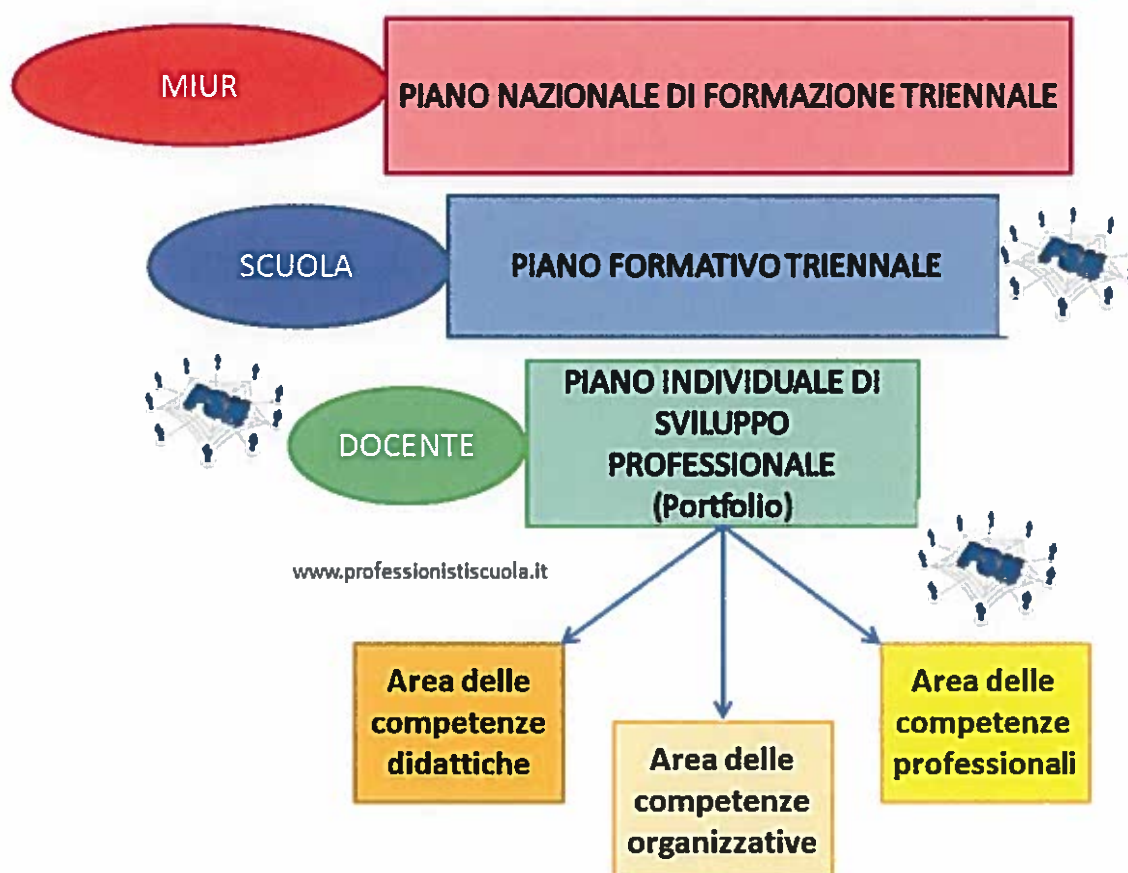 MIUR
PIANO NAZIONALE DI FORMAZIONE TRIENNALE
SCUOLA
PIANO FORMATIVO TRIENNALE
DOCENTE
PIANO INDIVIDUALE DI
SVILUPPO
PROFESSIONALE
(Portfolio)
www.professionistiscuola.it
Area delle
competenze
didattiche
Area delle
competenze
organizzative
Area delle
competenze
professionali